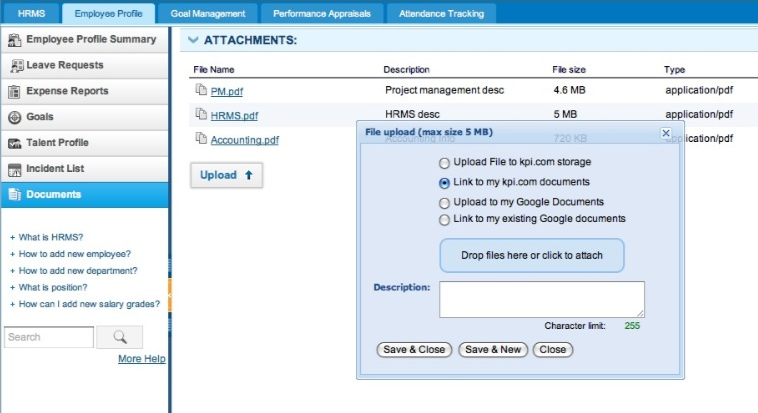 HRMS Employee Profile Goal Management Performance Appraisals Attendance Tracking
Employee Profile Summary
Leave Requests
Expense Reports
Goals
Talent Profile
Incident List
Documents
+ What is HRMS?
+ How to add new employee?
+ How to add new department?
+ What is position?
+ How can I add new salary grades?
Search
More Help
ATTACHMENTS:
File Name Description File size Type
PM.pdf Project management desc 4.6 MB application/pdf
HRMS.pdf HRMS desc 5 MB application/pdf
Accounting.pdf Accounting info 720 KB application/pdf
Upload
File upload (max size 5 MB)
Upload File to kpi.com storage
Link to my kpi.com documents
Upload to my Google Documents
Link to my existing Google documents
Drop files here or click to attach
Description:
Character limit: 255
Save & Close Save & New Close